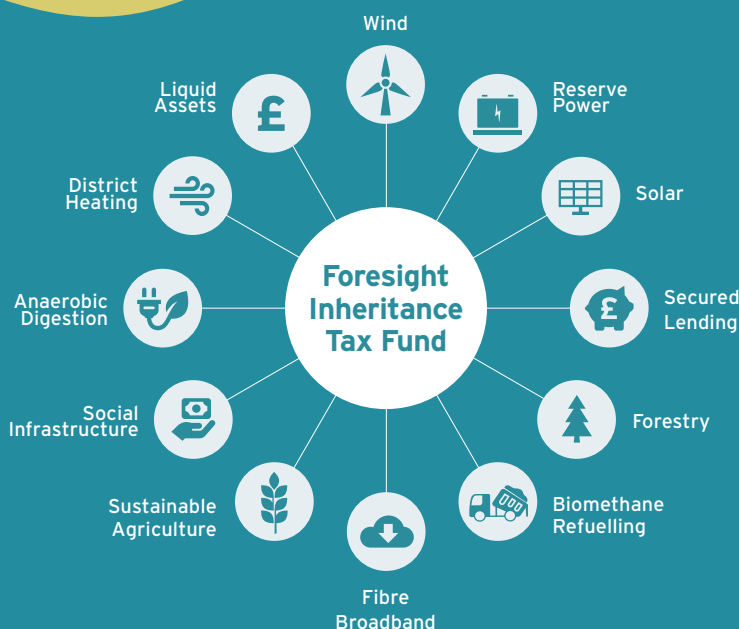 Wind
Liquid
Assets
£
Reserve
Power
District
Heating
Solar
Foresight
Inheritance
Tax Fund
Anaerobic
Digestion
£
Secured
Lending
Social
Infrastructure
Forestry
Sustainable
Agriculture
Biomethane
Refuelling
Fibre
Broadband